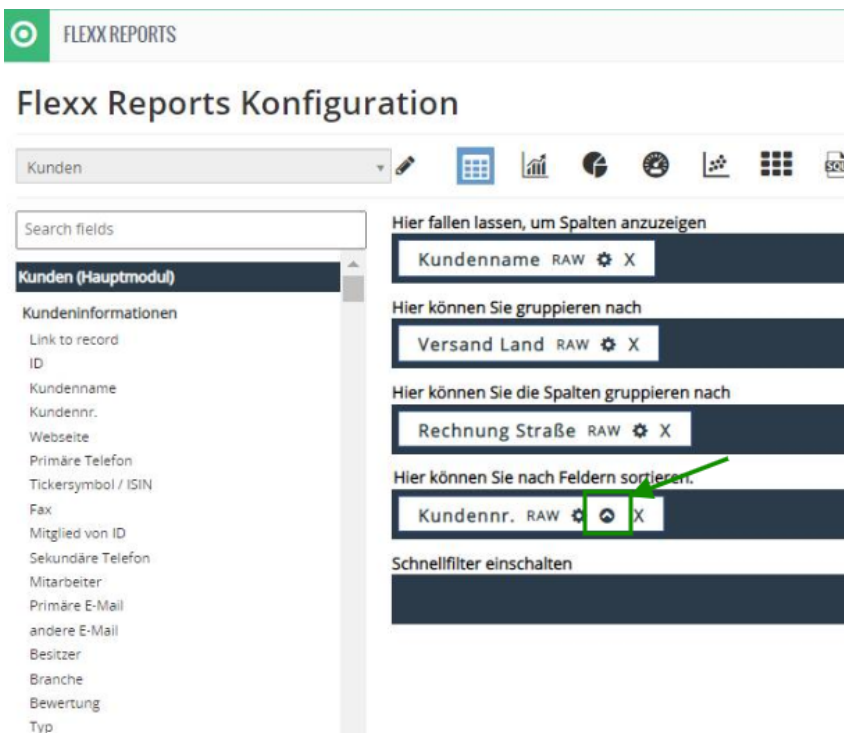 FLEXX REPORTS
Flexx Reports Konfiguration
Kunden
SQL
Search fields
Kunden (Hauptmodul)
Kundeninformationen
Link to record
ID
Kundenname
Kundennr.
Webseite
Primäre Telefon
Tickersymbol / ISIN
Fax
Mitglied von ID
Sekundäre Telefon
Mitarbeiter
Primäre E-Mail
andere E-Mail
Besitzer
Branche
Bewertung
Typ
Hier fallen lassen, um Spalten anzuzeigen
Kundenname RAW X
Hier können Sie gruppieren nach
Versand Land RAW X
Hier können Sie die Spalten gruppieren nach
Rechnung Straße RAW X
Hier können Sie nach Feldern sortieren.
Kundennr. RAW X
Schnellfilter einschalten